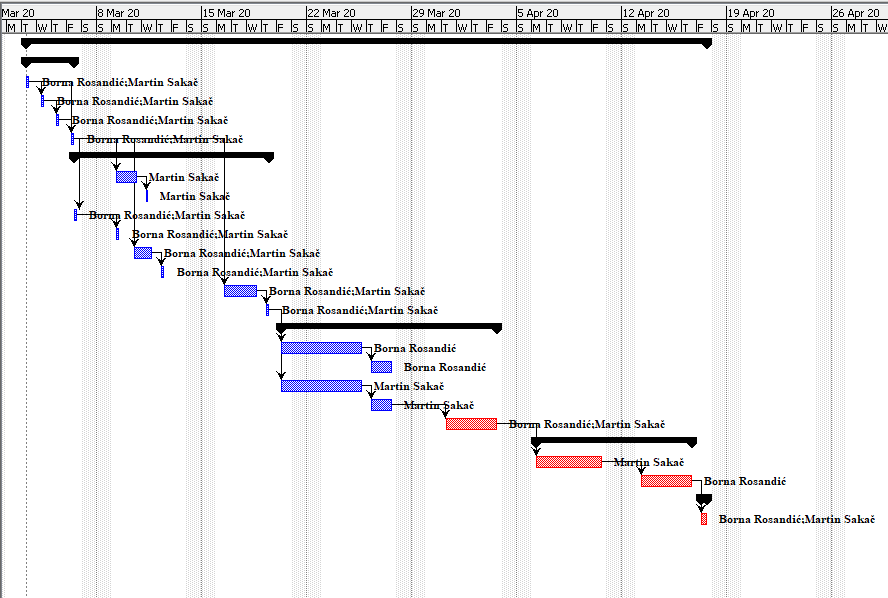 Mar 20 8 Mar 20 15 Mar 20 22 Mar 20 29 Mar 20 5 Apr 20 12 Apr 20 19 Apr 20 26 Apr 20
M T W T F S S M T W T F S S M T W T F S S M T W T F S S M T W T F S S M T W T F S S M T W T F S S M T W T F S S M T W
Borna Rosandić;Martin Sakač
Borna Rosandić;Martin Sakač
Borna Rosandić;Martin Sakač
Borna Rosandić;Martin Sakač
Martin Sakač
Martin Sakač
Borna Rosandić;Martin Sakač
Borna Rosandić;Martin Sakač
Borna Rosandić;Martin Sakač
Borna Rosandić;Martin Sakač
Borna Rosandić;Martin Sakač
Borna Rosandić;Martin Sakač
Borna Rosandić
Borna Rosandić
Martin Sakač
Martin Sakač
Borna Rosandić;Martin Sakač
Martin Sakač
Borna Rosandić
Borna Rosandić;Martin Sakač